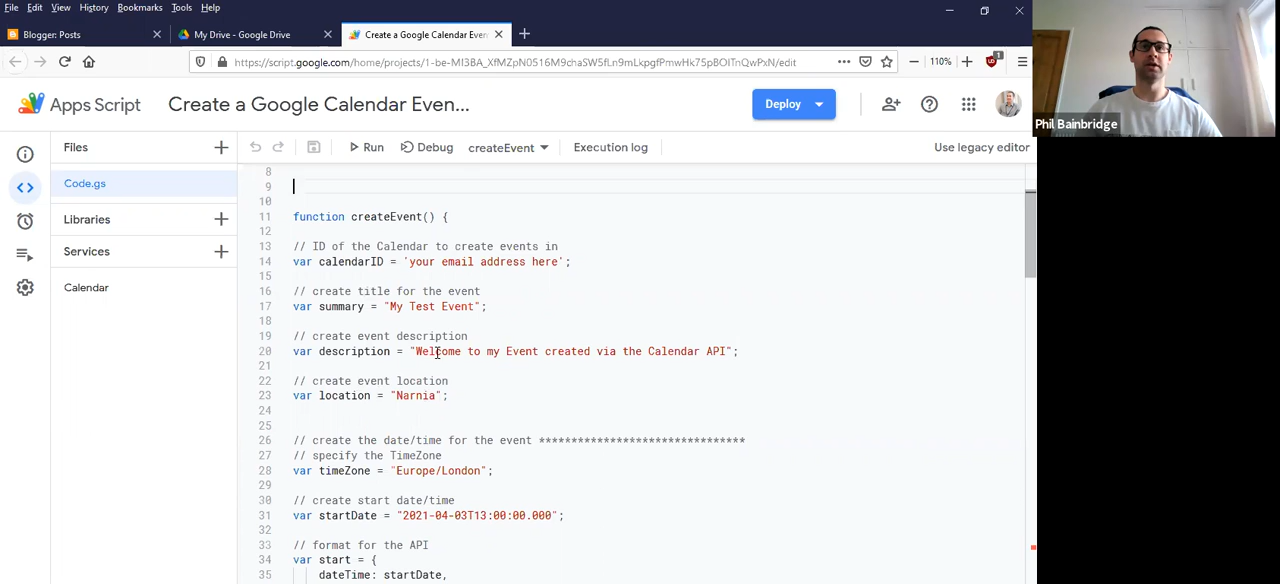 File Edit View History Bookmarks Tools Help
Blogger: Posts
My Drive - Google Drive
Create a Google Calendar Even
https://script.google.com/home/projects/1-be-MI3BA_XfMZpN0516M9chaSW5fLn9mLkpgfPmwHk75pBOITnQwPxN/edit
110%
1
Apps Script
Create a Google Calendar Even...
Deploy
Phil Bainbridge
Files
Run
Debug
createEvent
Execution log
Use legacy editor
Code.gs
Libraries
Services
Calendar
8
9
10
11 function createEvent() {
12
13 // ID of the Calendar to create events in
14 var calendarID = 'your email address here';
15
16 // create title for the event
17 var summary = "My Test Event";
18
19 // create event description
20 var description = "Welcome to my Event created via the Calendar API";
21
22 // create event location
23 var location = "Narnia";
24
25
26 // create the date/time for the event ********************************
27 // specify the TimeZone
28 var timeZone = "Europe/London";
29
30 // create start date/time
31 var startDate = "2021-04-03T13:00:00.000";
32
33 // format for the API
34 var start = {
35 dateTime: startDate,